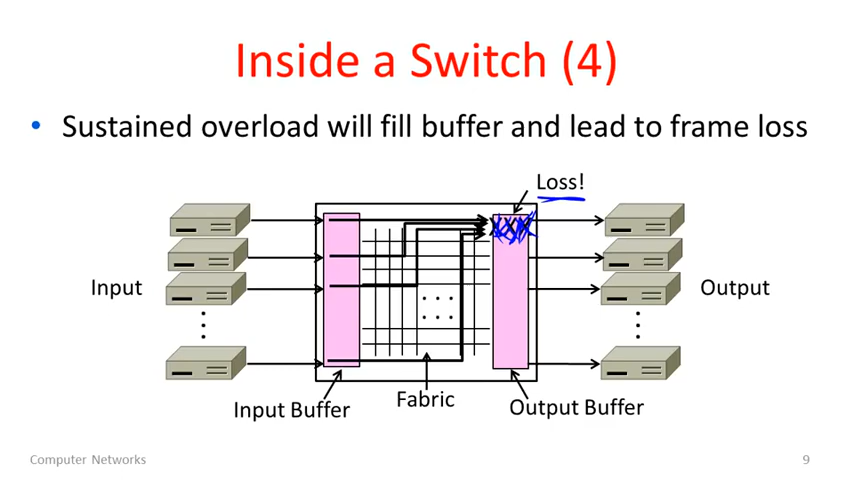 Inside a Switch (4)
• Sustained overload will fill buffer and lead to frame loss
Loss!
XXX
Input
Output
Input Buffer
Fabric
Output Buffer
Computer Networks
9